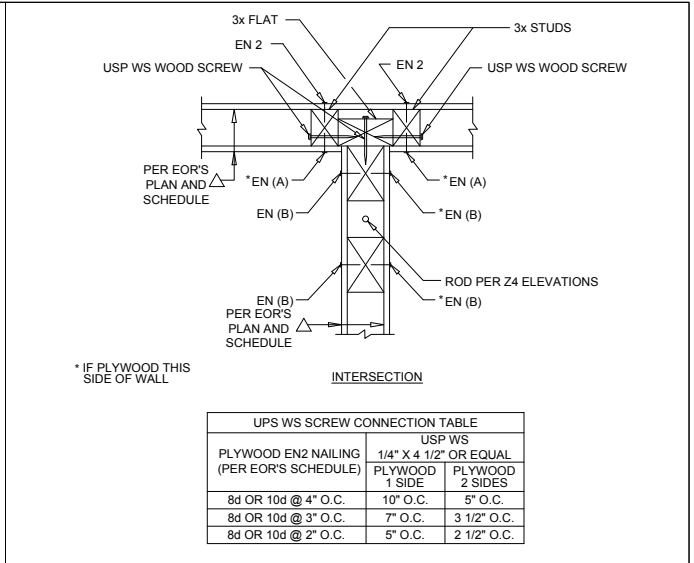 3x FLAT
3x STUDS
EN 2
EN 2
USP WS WOOD SCREW
USP WS WOOD SCREW
PER EOR'S
PLAN AND
SCHEDULE
*EN (A)
*EN (A)
EN (B)
*EN (B)
ROD PER Z4 ELEVATIONS
EN (B)
*EN (B)
PER EOR'S
PLAN AND
SCHEDULE
* IF PLYWOOD THIS
SIDE OF WALL
INTERSECTION
UPS WS SCREW CONNECTION TABLE
PLYWOOD EN2 NAILING
(PER EOR'S SCHEDULE)
USP WS
1/4" X 4 1/2" OR EQUAL
PLYWOOD
1 SIDE
PLYWOOD
2 SIDES
8d OR 10d @ 4" O.C. 10" O.C. 5" O.C.
8d OR 10d @ 3" O.C. 7" O.C. 3 1/2" O.C.
8d OR 10d @ 2" O.C. 5" O.C. 2 1/2" O.C.